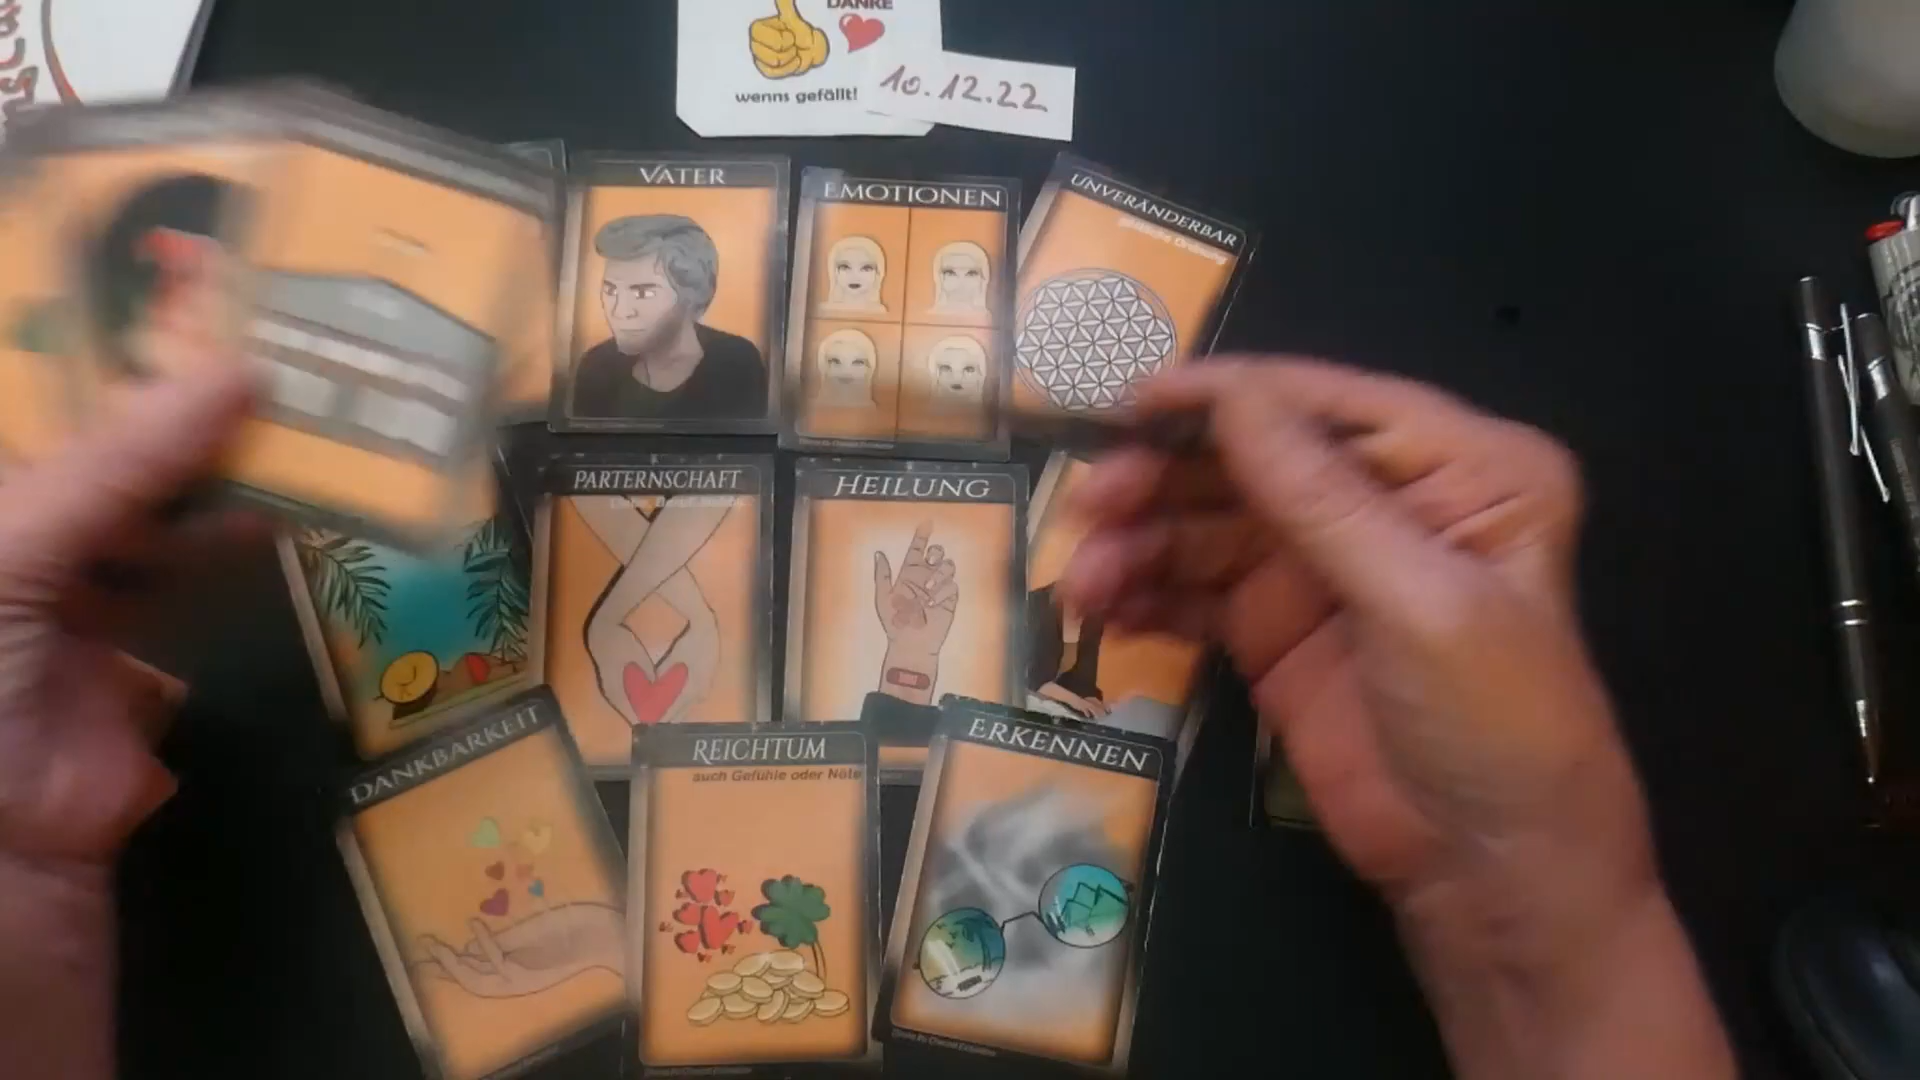 DANKE
wenns gefällt!
10.12.22
VATER
EMOTIONEN
UNVERÄNDERBAR
PARTERNSCHAFT
HEILUNG
DANKBARKEIT
REICHTUM
auch Gefühle oder Nöte
ERKENNEN